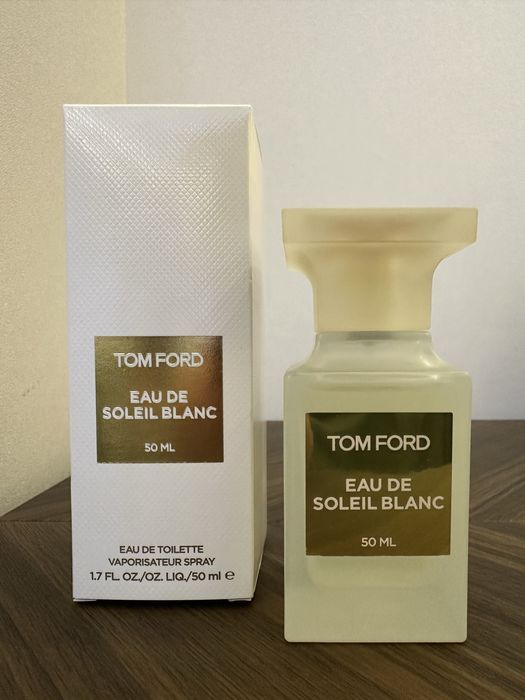 TOM FORD
EAU DE
SOLEIL BLANC
50 ML
EAU DE TOILETTE
VAPORISATEUR SPRAY
1.7 FL. OZ./OZ. LIQ./50 ml ℮
TOM FORD
EAU DE
SOLEIL BLANC
50 ML